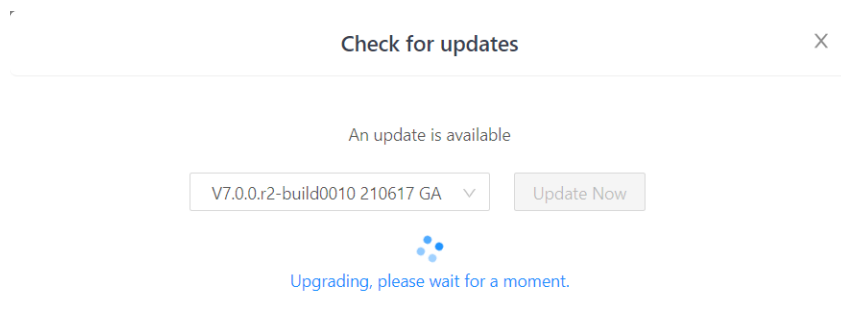 Check for updates
An update is available
V7.0.0.r2-build0010 210617 GA
Update Now
Upgrading, please wait for a moment.